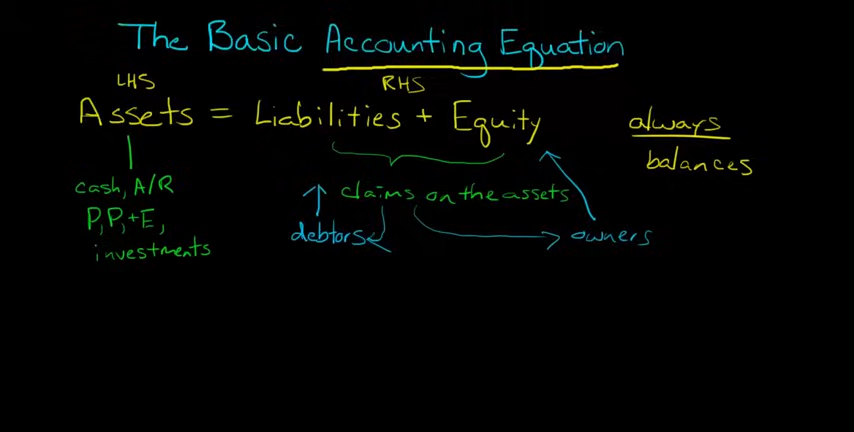 The Basic Accounting Equation
LHS RHS
Assets = Liabilities + Equity
always
balances
claims on the assets
debtors owners
cash, A/R
P, P, + E,
investments